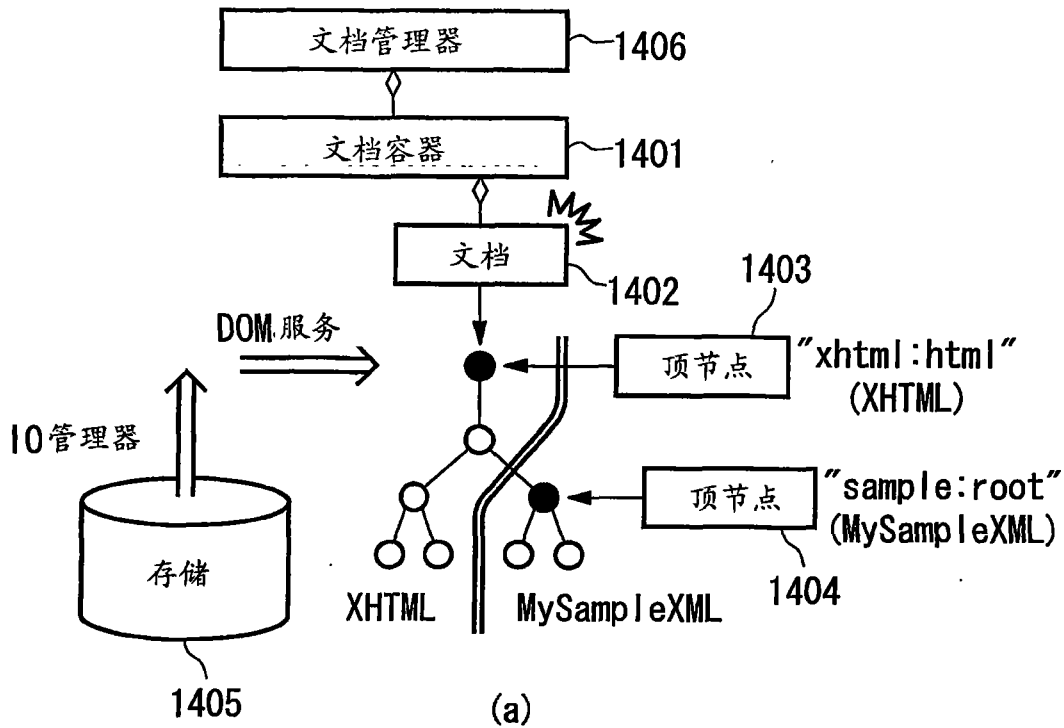 文档管理器
1406
文档容器
1401
文档
1402
1403
DOM 服务
顶节点
"xhtml:html"
(XHTML)
IO管理器
顶节点
"sample:root"
(MySampleXML)
存储
1404
XHTML
MySampleXML
1405
(a)